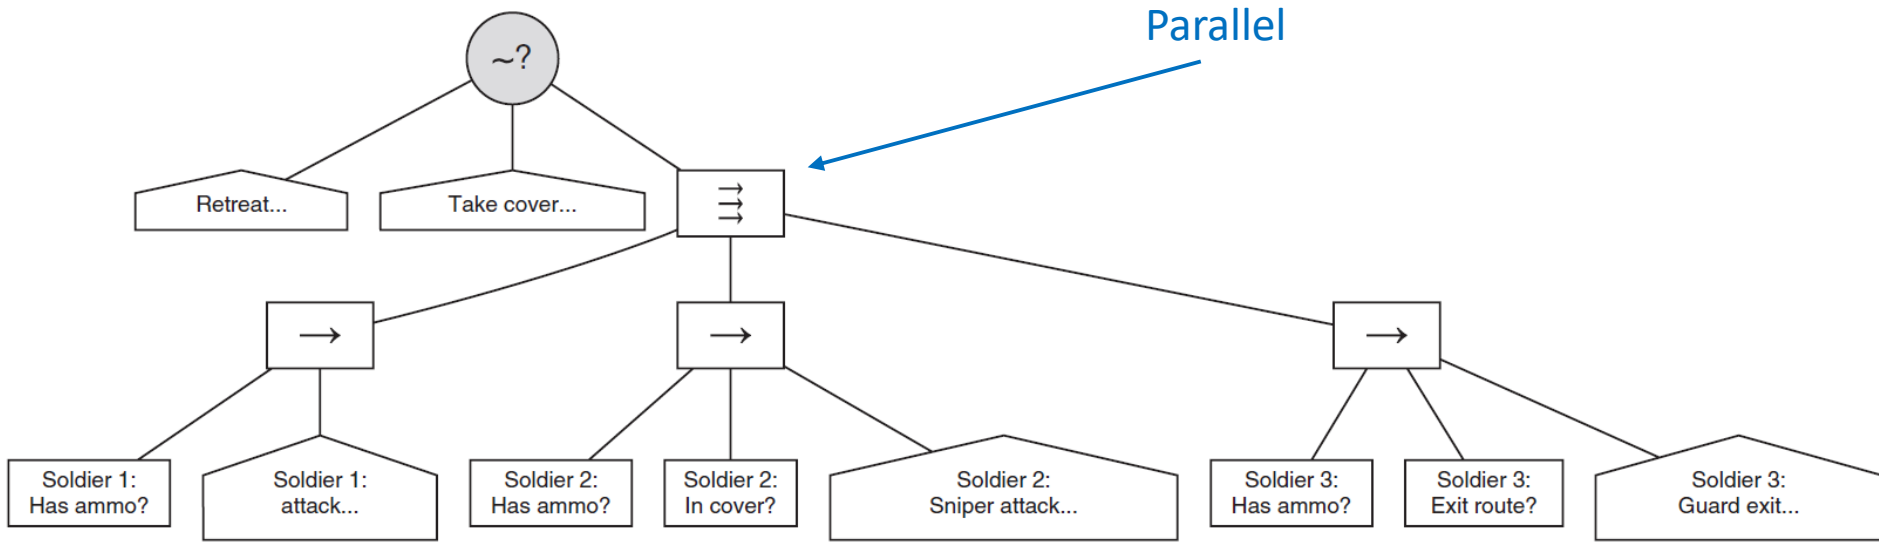 Parallel
~?
Retreat...
Take cover...
Soldier 1:
Has ammo?
Soldier 1:
attack...
Soldier 2:
Has ammo?
Soldier 2:
In cover?
Soldier 2:
Sniper attack...
Soldier 3:
Has ammo?
Soldier 3:
Exit route?
Soldier 3:
Guard exit...